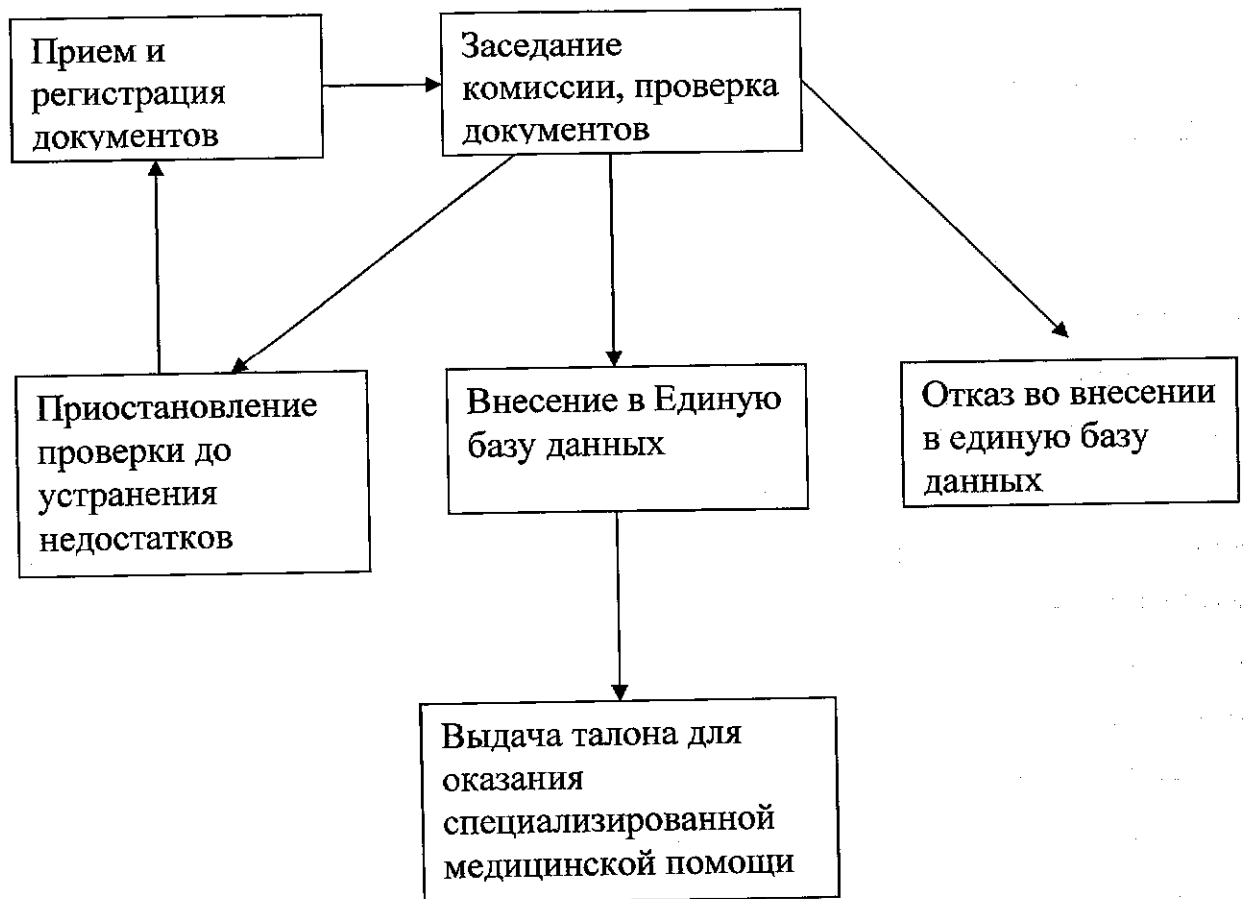 Прием и
регистрация
документов
Заседание
комиссии, проверка
документов
Приостановление
проверки до
устранения
недостатков
Внесение в Единую
базу данных
Отказ во внесении
в единую базу
данных
Выдача талона для
оказания
специализированной
медицинской помощи